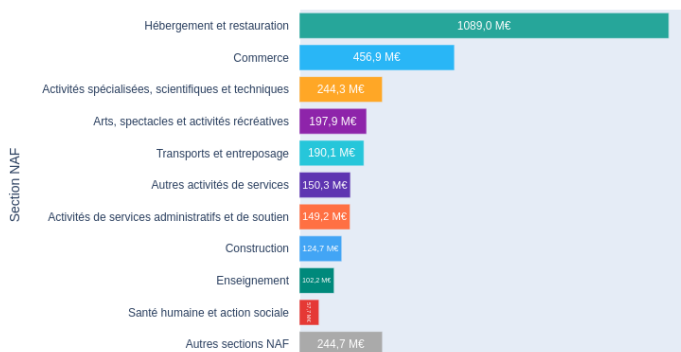 Section NAF
Hébergement et restauration 1089,0 M€
Commerce 456,9 M€
Activités spécialisées, scientifiques et techniques 244,3 M€
Arts, spectacles et activités récréatives 197,9 M€
Transports et entreposage 190,1 M€
Autres activités de services 150,3 M€
Activités de services administratifs et de soutien 149,2 M€
Construction 124,7 M€
Enseignement 102,2 M€
Santé humaine et action sociale
Autres sections NAF 244,7 M€